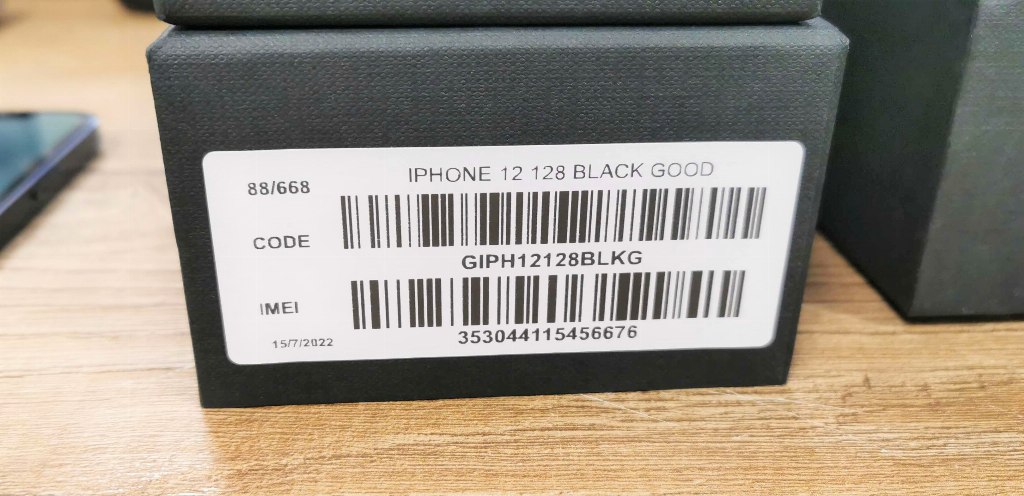 IPHONE 12 128 BLACK GOOD
88/668
CODE
GIPH12128BLKG
IMEI
353044115456676
15/7/2022